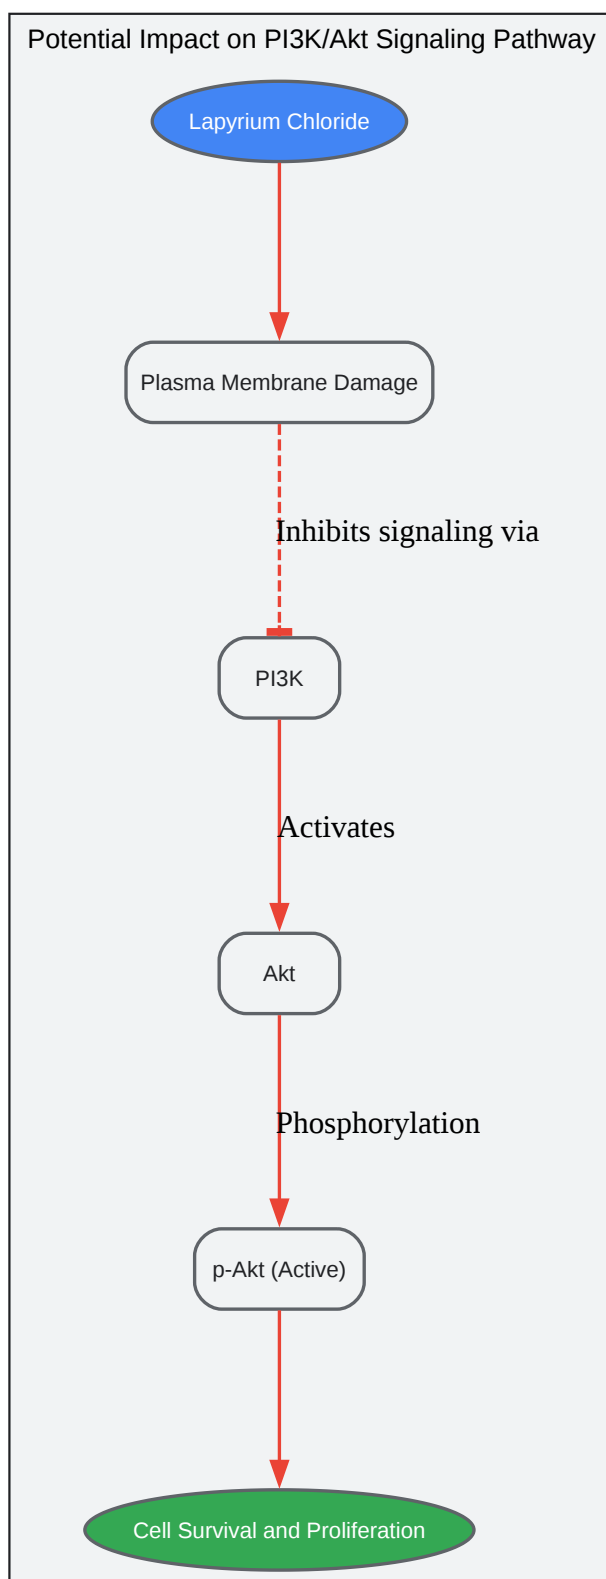 Potential Impact on PI3K/Akt Signaling Pathway
Lapyrium Chloride
Plasma Membrane Damage
Inhibits signaling via
PI3K
Activates
Akt
Phosphorylation
p-Akt (Active)
Cell Survival and Proliferation